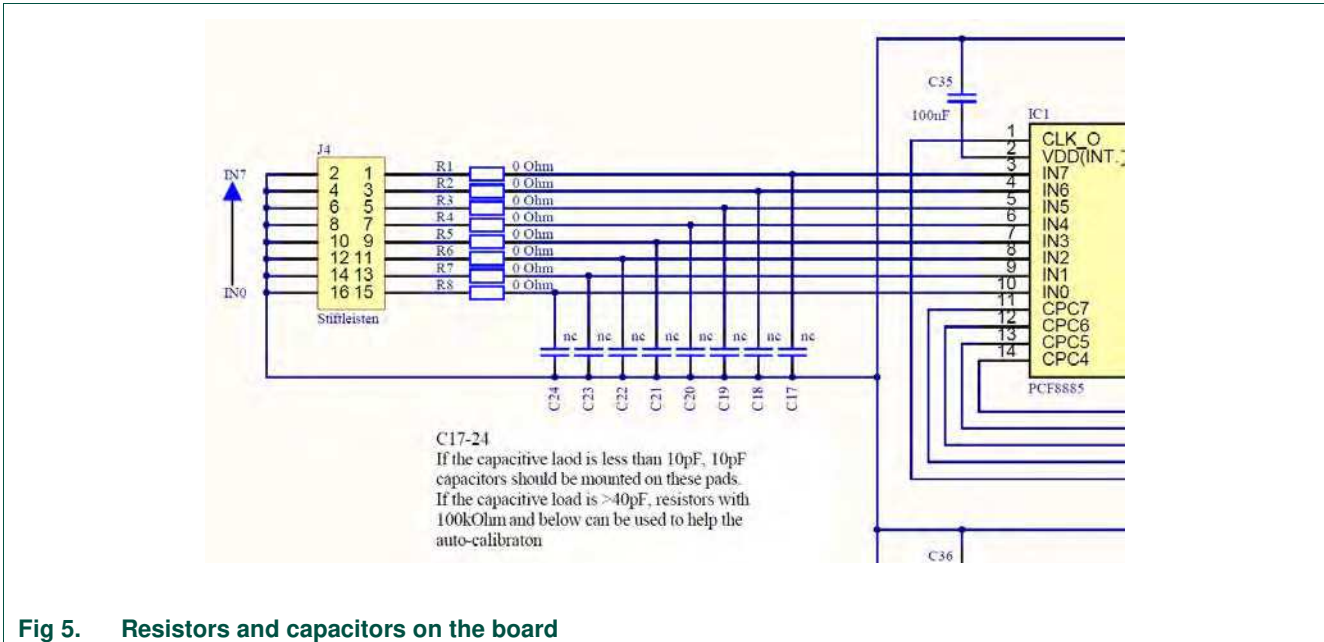 C35
100nF
IC1
J4
IN7
IN0
2 1
4 3
6 5
8 7
10 9
12 11
14 13
16 15
Stiftleisten
R1 0 Ohm
R2 0 Ohm
R3 0 Ohm
R4 0 Ohm
R5 0 Ohm
R6 0 Ohm
R7 0 Ohm
R8 0 Ohm
1 CLK_O
2 VDD(INT.)
3 IN7
4 IN6
5 IN5
6 IN4
7 IN3
8 IN2
9 IN1
10 IN0
11 CPC7
12 CPC6
13 CPC5
14 CPC4
PCF8885
nc nc nc nc nc nc nc nc
C24 C23 C22 C21 C20 C19 C18 C17
C17-24
If the capacitive laod is less than 10pF, 10pF
capacitors should be mounted on these pads.
If the capacitive load is >40pF, resistors with
100kOhm and below can be used to help the
auto-calibraton
C36
Fig 5. Resistors and capacitors on the board